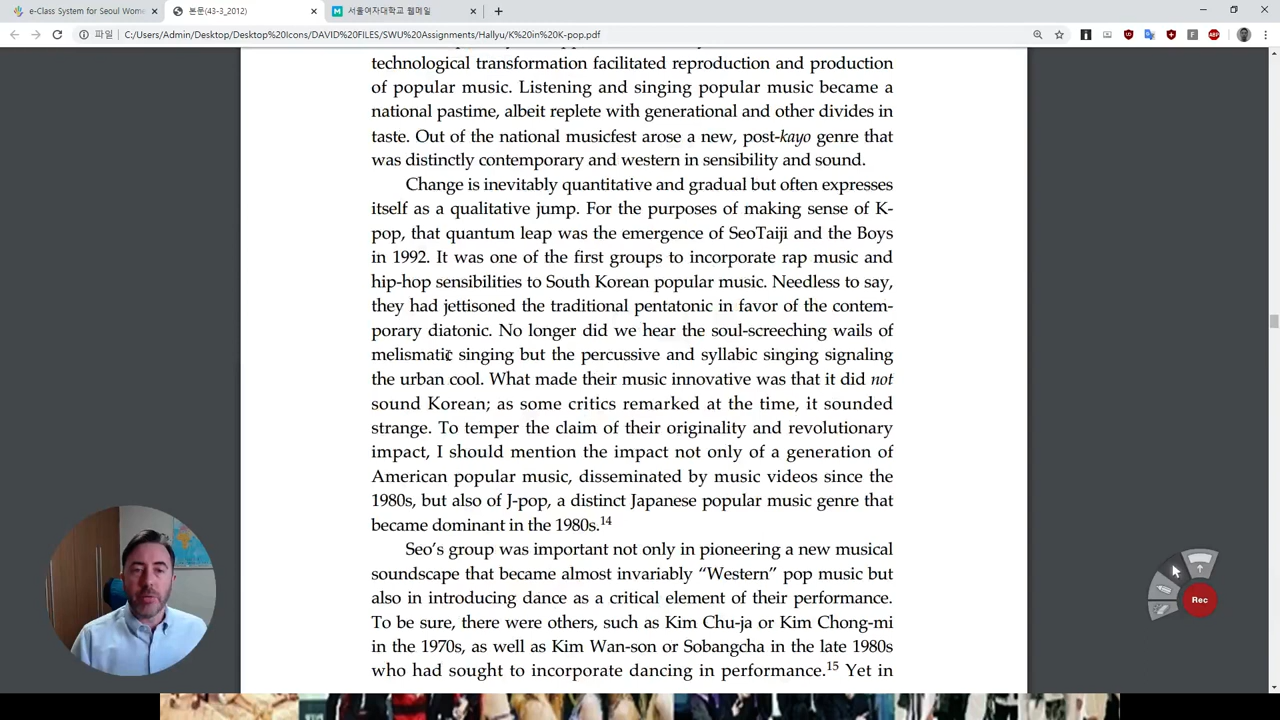 e-Class System for Seoul Wome
본문(43-3_2012)
서울여자대학교 웹메일
파일
C:/Users/Admin/Desktop/Desktop%20Icons/DAVID%20FILES/SWU%20Assignments/Hallyu/K%20in%20K-pop.pdf
technological transformation facilitated reproduction and production
of popular music. Listening and singing popular music became a
national pastime, albeit replete with generational and other divides in
taste. Out of the national musicfest arose a new, post-kayo genre that
was distinctly contemporary and western in sensibility and sound.
Change is inevitably quantitative and gradual but often expresses
itself as a qualitative jump. For the purposes of making sense of K-
pop, that quantum leap was the emergence of SeoTaiji and the Boys
in 1992. It was one of the first groups to incorporate rap music and
hip-hop sensibilities to South Korean popular music. Needless to say,
they had jettisoned the traditional pentatonic in favor of the contem-
porary diatonic. No longer did we hear the soul-screeching wails of
melismatic singing but the percussive and syllabic singing signaling
the urban cool. What made their music innovative was that it did not
sound Korean; as some critics remarked at the time, it sounded
strange. To temper the claim of their originality and revolutionary
impact, I should mention the impact not only of a generation of
American popular music, disseminated by music videos since the
1980s, but also of J-pop, a distinct Japanese popular music genre that
became dominant in the 1980s.14
Seo's group was important not only in pioneering a new musical
soundscape that became almost invariably “Western” pop music but
also in introducing dance as a critical element of their performance.
To be sure, there were others, such as Kim Chu-ja or Kim Chong-mi
in the 1970s, as well as Kim Wan-son or Sobangcha in the late 1980s
who had sought to incorporate dancing in performance.15 Yet in
Rec